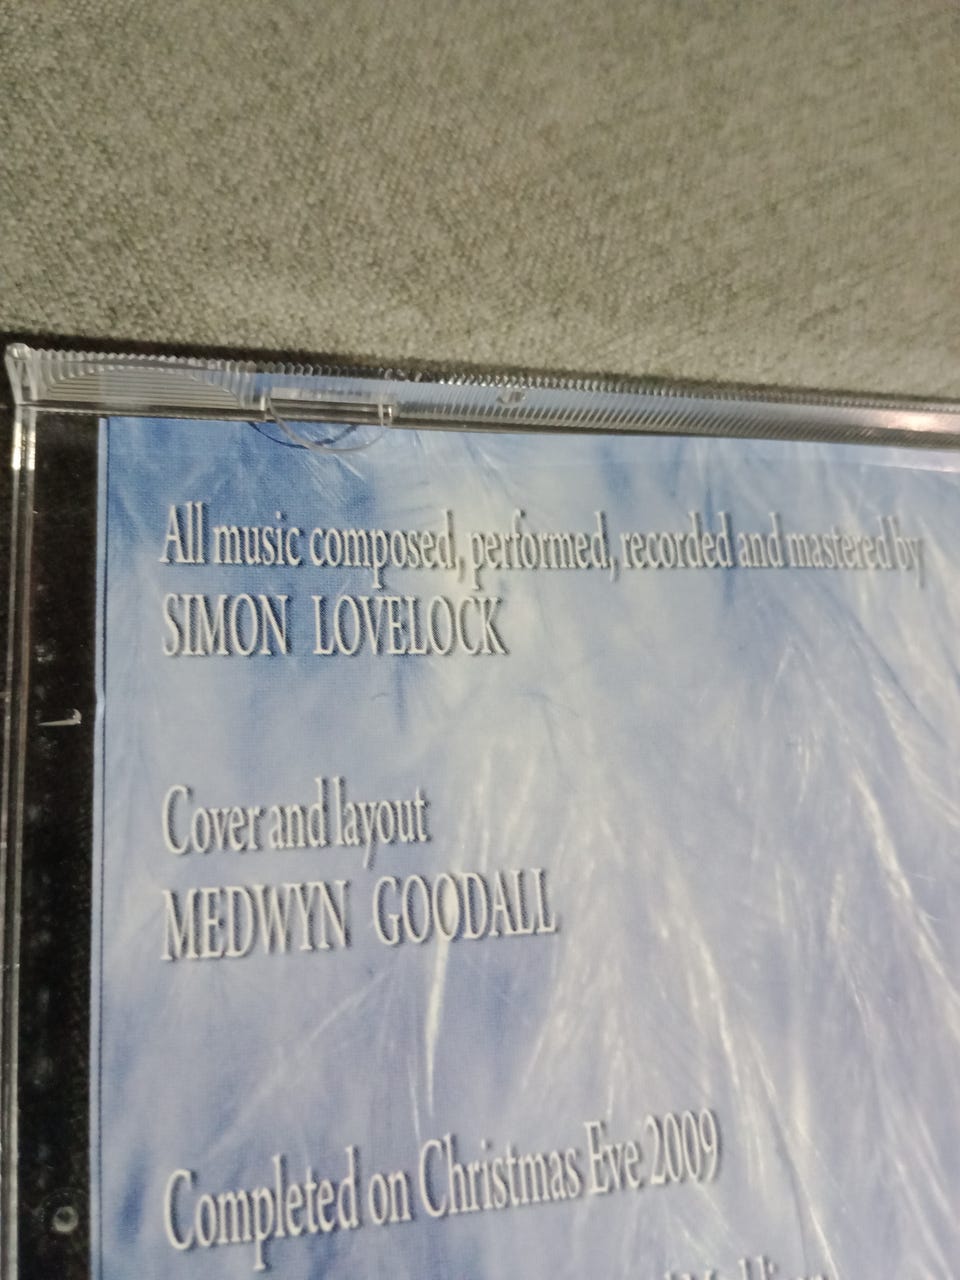 All music composed, performed, recorded and mastered by
SIMON LOVELOCK
Cover and layout
MEDWYN GOODALL
Completed on Christmas Eve 2009